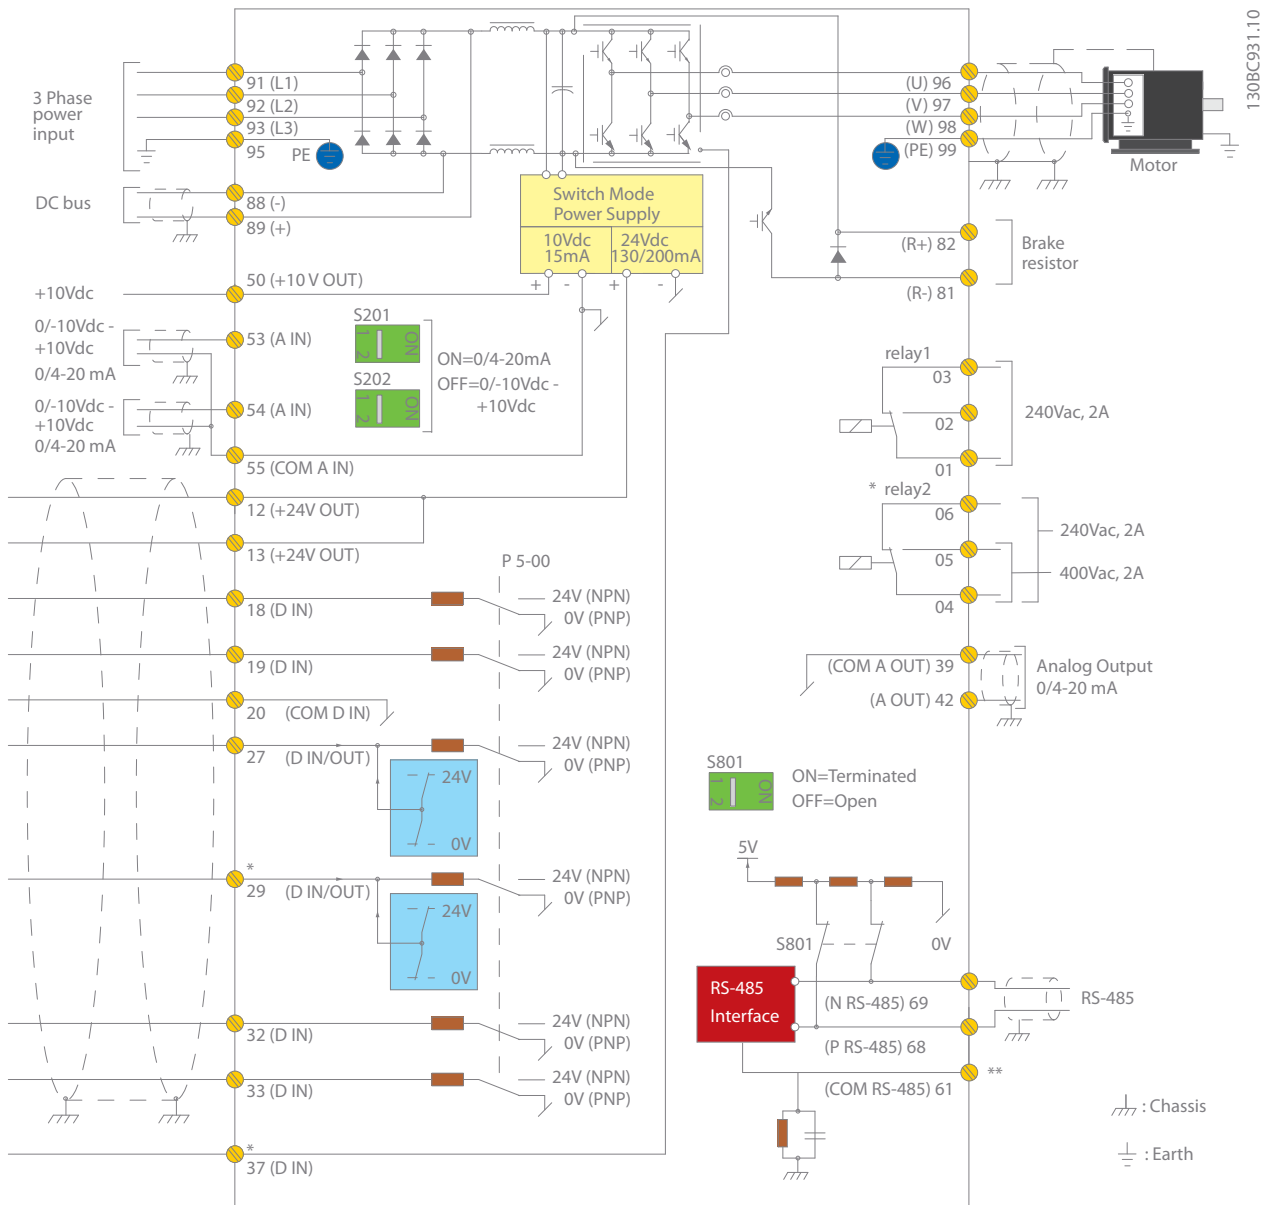 130BC931.10
3 Phase
power
input
91 (L1)
92 (L2)
93 (L3)
95
PE
(U) 96
(V) 97
(W) 98
(PE) 99
Motor
DC bus
88 (-)
89 (+)
Switch Mode
Power Supply
10Vdc
15mA
24Vdc
130/200mA
+
-
+
-
(R+) 82
(R-) 81
Brake
resistor
+10Vdc
50 (+10 V OUT)
0/-10Vdc -
+10Vdc
0/4-20 mA
53 (A IN)
0/-10Vdc -
+10Vdc
0/4-20 mA
54 (A IN)
55 (COM A IN)
S201
1
2
ON
S202
1
2
ON
ON=0/4-20mA
OFF=0/-10Vdc -
+10Vdc
relay1
03
02
01
240Vac, 2A
* relay2
06
05
04
240Vac, 2A
400Vac, 2A
12 (+24V OUT)
13 (+24V OUT)
P 5-00
18 (D IN)
24V (NPN)
0V (PNP)
19 (D IN)
24V (NPN)
0V (PNP)
20 (COM D IN)
27 (D IN/OUT)
24V (NPN)
0V (PNP)
24V
0V
*
29 (D IN/OUT)
24V (NPN)
0V (PNP)
24V
0V
32 (D IN)
24V (NPN)
0V (PNP)
33 (D IN)
24V (NPN)
0V (PNP)
*
37 (D IN)
(COM A OUT) 39
(A OUT) 42
Analog Output
0/4-20 mA
S801
1
2
ON
ON=Terminated
OFF=Open
5V
S801
0V
RS-485
Interface
(N RS-485) 69
(P RS-485) 68
(COM RS-485) 61
RS-485
**
: Chassis
: Earth